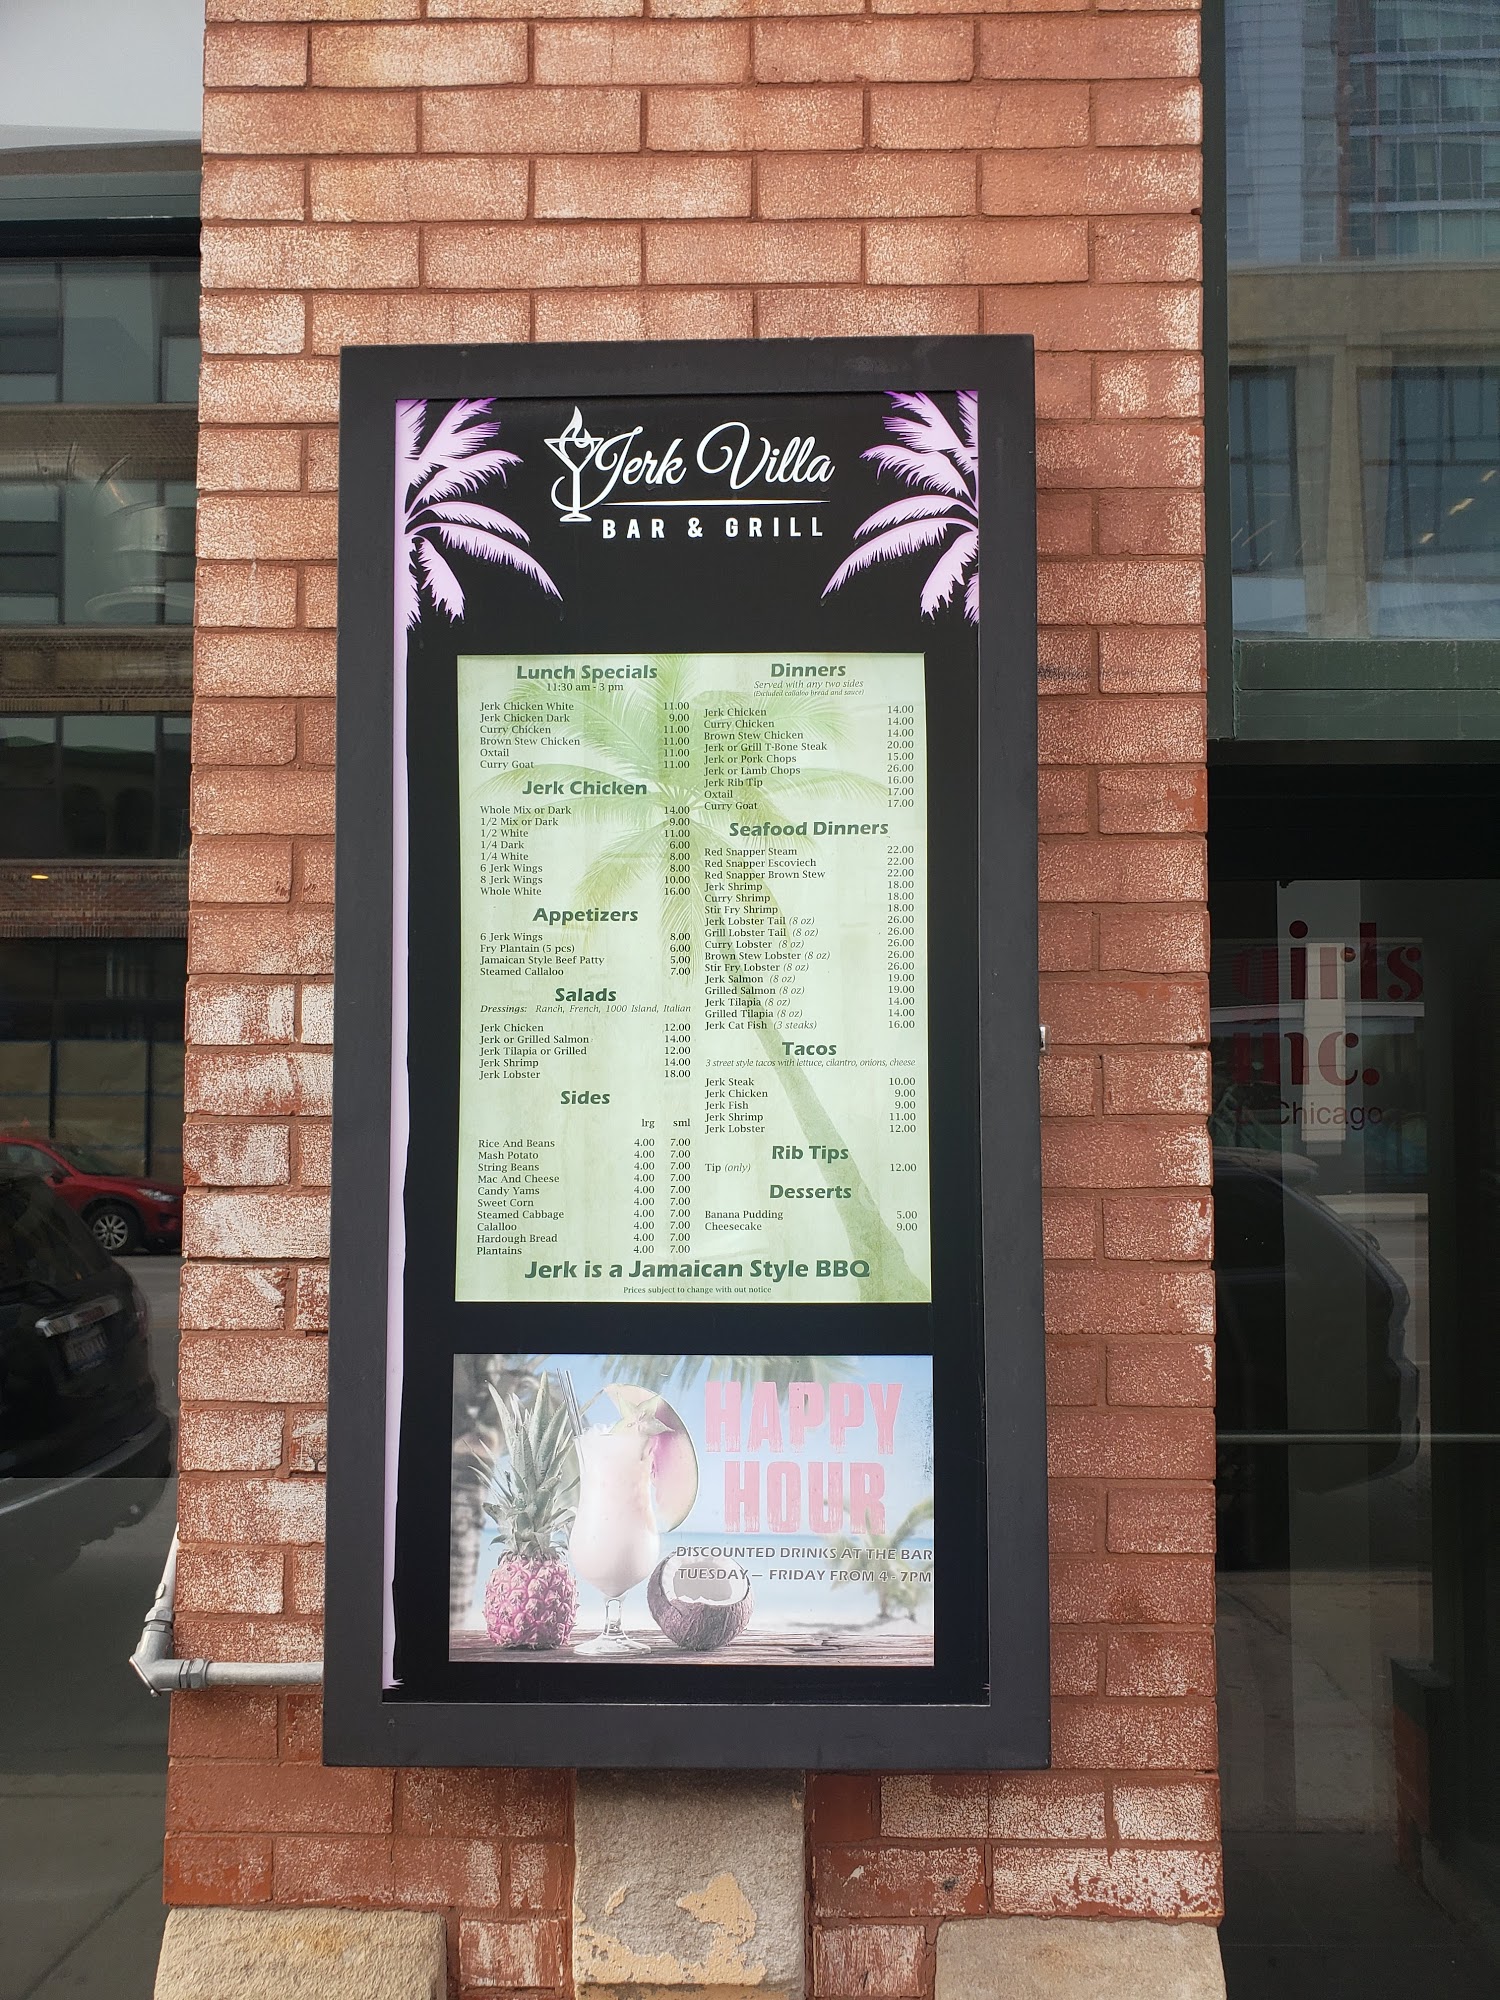 Jerk Villa
BAR & GRILL
Lunch Specials
11:30 am - 3 pm
Jerk Chicken White 11.00
Jerk Chicken Dark 9.00
Curry Chicken 11.00
Brown Stew Chicken 11.00
Oxtail 11.00
Curry Goat 11.00
Jerk Chicken
Whole Mix or Dark 14.00
1/2 Mix or Dark 9.00
1/2 White 11.00
1/4 Dark 6.00
1/4 White 8.00
6 Jerk Wings 8.00
8 Jerk Wings 10.00
Whole White 16.00
Appetizers
6 Jerk Wings 8.00
Fry Plantain (5 pcs) 6.00
Jamaican Style Beef Patty 5.00
Steamed Callaloo 7.00
Salads
Dressings: Ranch, French, 1000 Island, Italian
Jerk Chicken 12.00
Jerk or Grilled Salmon 14.00
Jerk Tilapia or Grilled 12.00
Jerk Shrimp 14.00
Jerk Lobster 18.00
Sides
lrg sml
Rice And Beans 4.00 7.00
Mash Potato 4.00 7.00
String Beans 4.00 7.00
Mac And Cheese 4.00 7.00
Candy Yams 4.00 7.00
Sweet Corn 4.00 7.00
Steamed Cabbage 4.00 7.00
Calalloo 4.00 7.00
Hardough Bread 4.00 7.00
Plantains 4.00 7.00
Dinners
Served with any two sides
(Excluded callaloo bread and sauce)
Jerk Chicken 14.00
Curry Chicken 14.00
Brown Stew Chicken 14.00
Jerk or Grill T-Bone Steak 20.00
Jerk or Pork Chops 15.00
Jerk or Lamb Chops 26.00
Jerk Rib Tip 16.00
Oxtail 17.00
Curry Goat 17.00
Seafood Dinners
Red Snapper Steam 22.00
Red Snapper Escoviech 22.00
Red Snapper Brown Stew 22.00
Jerk Shrimp 18.00
Curry Shrimp 18.00
Stir Fry Shrimp 18.00
Jerk Lobster Tail (8 oz) 26.00
Grill Lobster Tail (8 oz) 26.00
Curry Lobster (8 oz) 26.00
Brown Stew Lobster (8 oz) 26.00
Stir Fry Lobster (8 oz) 26.00
Jerk Salmon (8 oz) 19.00
Grilled Salmon (8 oz) 19.00
Jerk Tilapia (8 oz) 14.00
Grilled Tilapia (8 oz) 14.00
Jerk Cat Fish (3 steaks) 16.00
Tacos
3 street style tacos with lettuce, cilantro, onions, cheese
Jerk Steak 10.00
Jerk Chicken 9.00
Jerk Fish 9.00
Jerk Shrimp 11.00
Jerk Lobster 12.00
Rib Tips
Tip (only) 12.00
Desserts
Banana Pudding 5.00
Cheesecake 9.00
Jerk is a Jamaican Style BBQ
Prices subject to change with out notice
HAPPY
HOUR
DISCOUNTED DRINKS AT THE BAR
TUESDAY – FRIDAY FROM 4 - 7PM
girls
inc.
Chicago